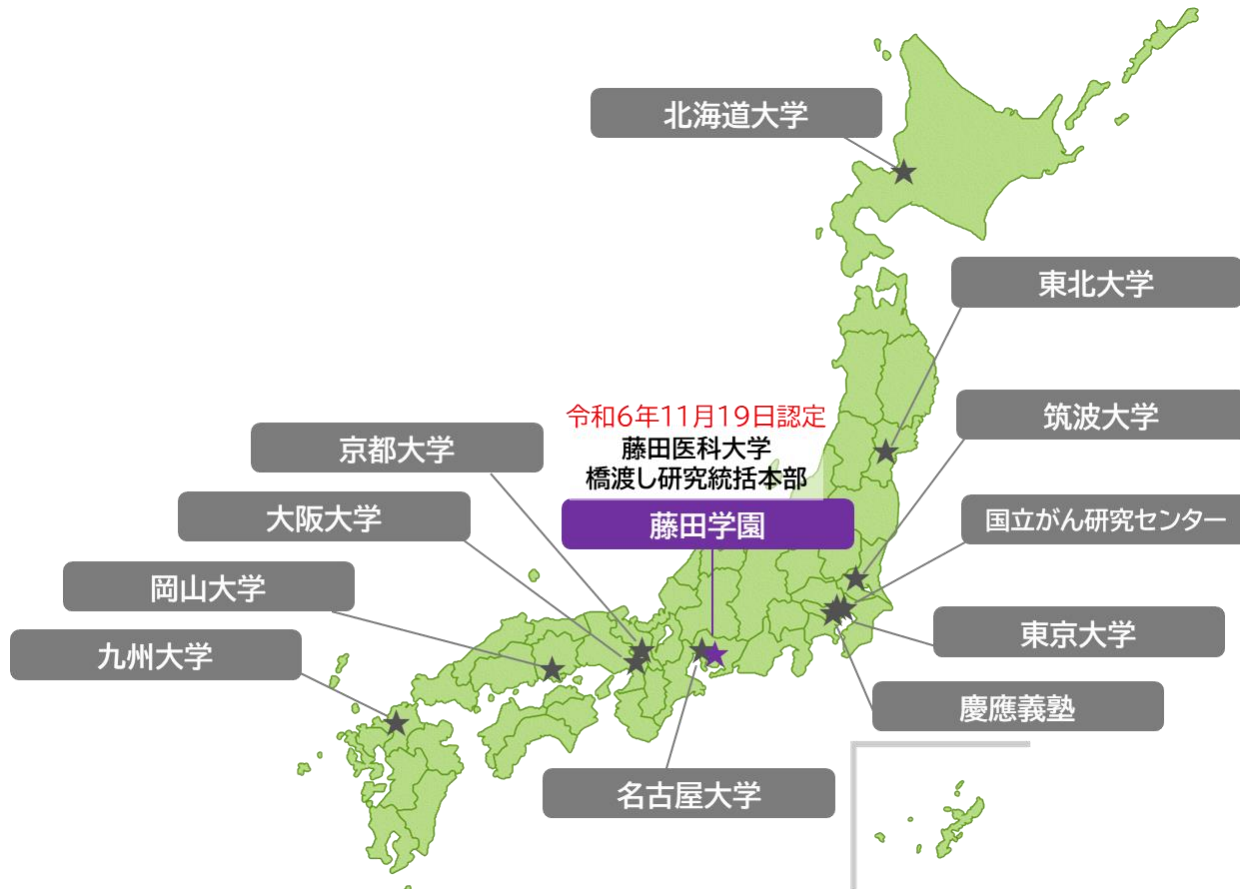 北海道大学
東北大学
令和6年11月19日認定
藤田医科大学
橋渡し研究統括本部
藤田学園
筑波大学
京都大学
大阪大学
国立がん研究センター
岡山大学
東京大学
九州大学
慶應義塾
名古屋大学